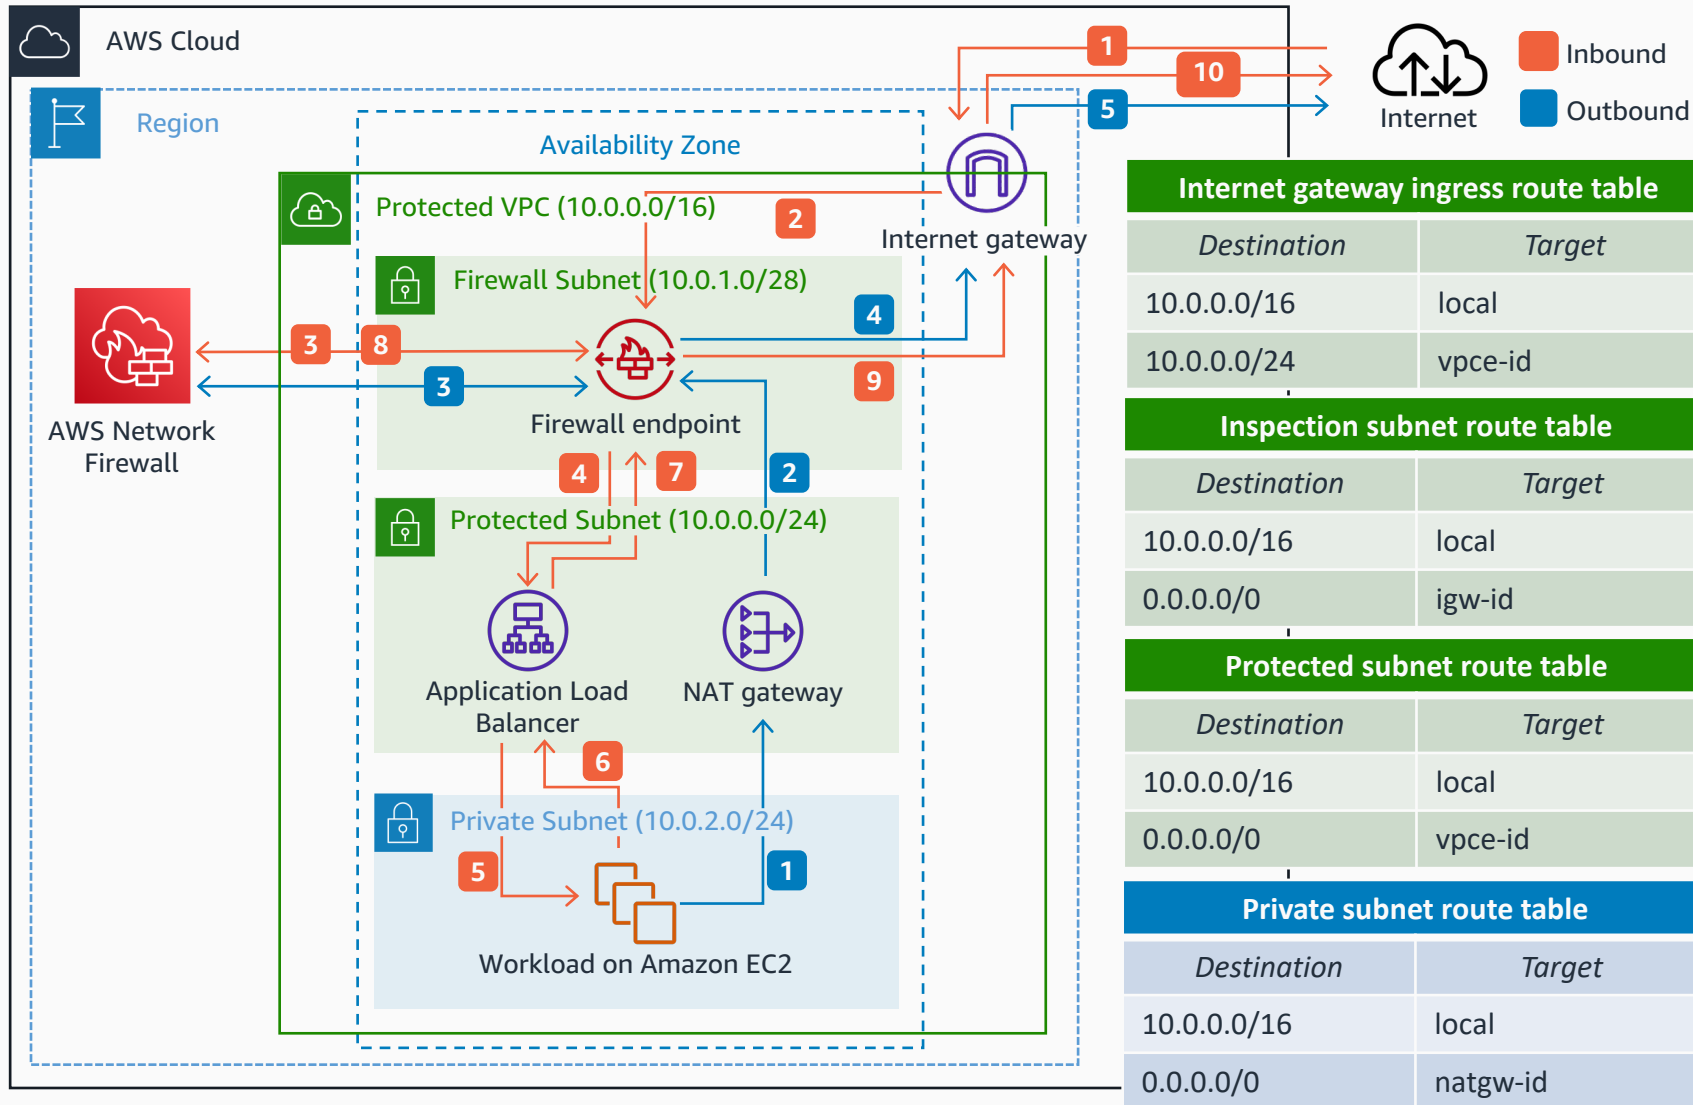 AWS Cloud
1
10
5
Internet
Inbound
Outbound
Region
Availability Zone
Protected VPC (10.0.0.0/16)
2
Internet gateway
Firewall Subnet (10.0.1.0/28)
4
3
8
3
9
Firewall endpoint
AWS Network
Firewall
4
7
2
Protected Subnet (10.0.0.0/24)
Application Load
Balancer
NAT gateway
6
Private Subnet (10.0.2.0/24)
5
1
Workload on Amazon EC2
Internet gateway ingress route table
Destination Target
10.0.0.0/16 local
10.0.0.0/24 vpce-id
Inspection subnet route table
Destination Target
10.0.0.0/16 local
0.0.0.0/0 igw-id
Protected subnet route table
Destination Target
10.0.0.0/16 local
0.0.0.0/0 vpce-id
Private subnet route table
Destination Target
10.0.0.0/16 local
0.0.0.0/0 natgw-id